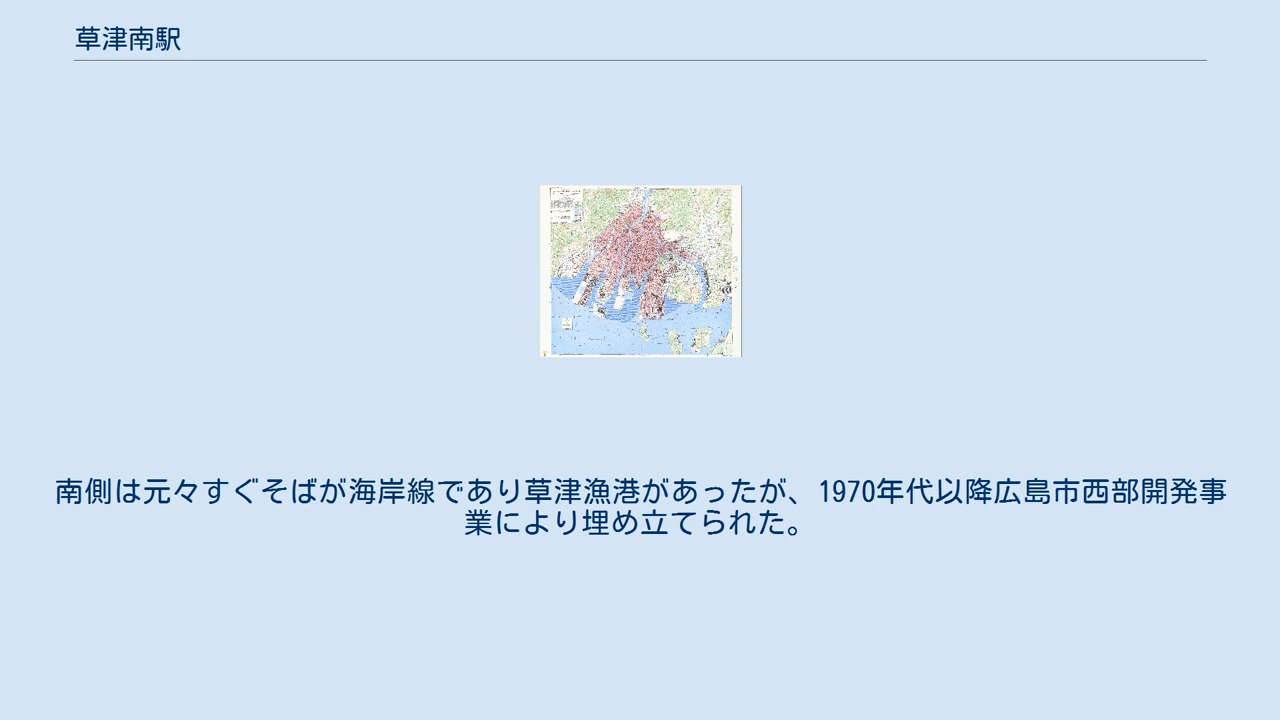 草津南駅
南側は元々すぐそばが海岸線であり草津漁港があったが、1970年代以降広島市西部開発事
業により埋め立てられた。